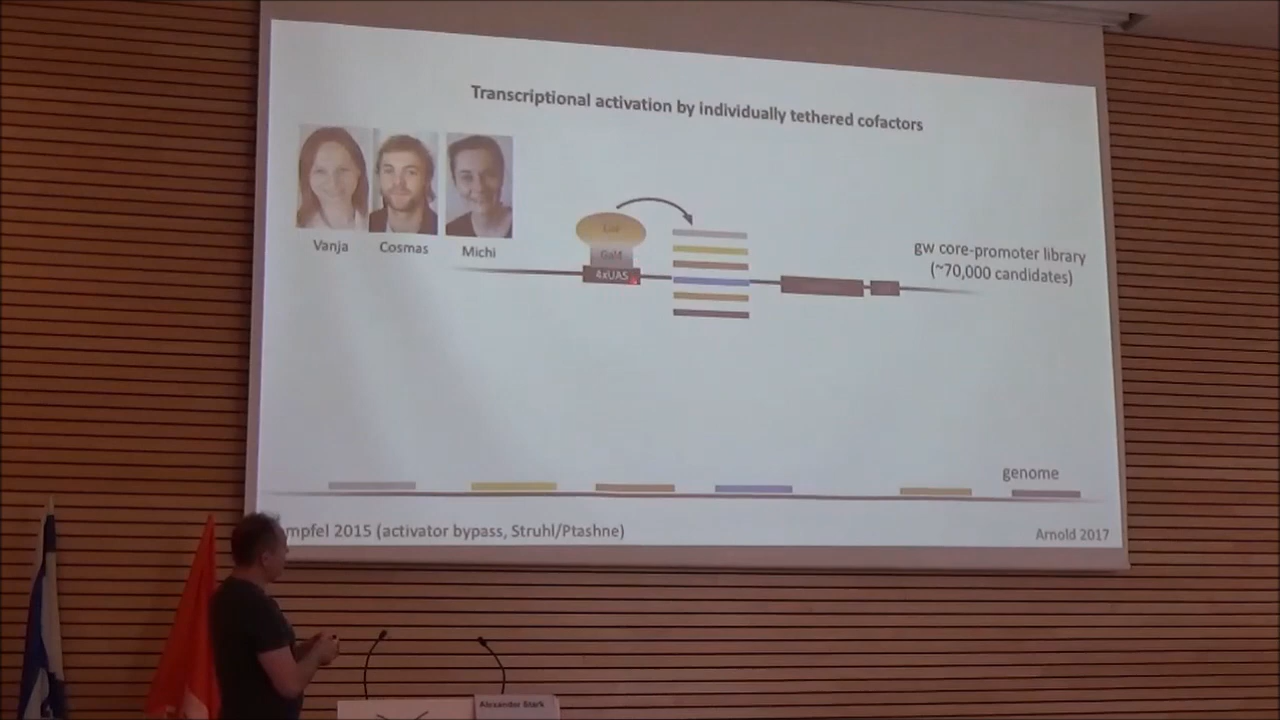 Transcriptional activation by individually tethered cofactors
Vanja
Cosmas
Michi
Gal4
4xUAS
gw core-promoter library
(~70,000 candidates)
genome
mpfel 2015 (activator bypass, Struhl/Ptashne)
Arnold 2017
Alexander Stark